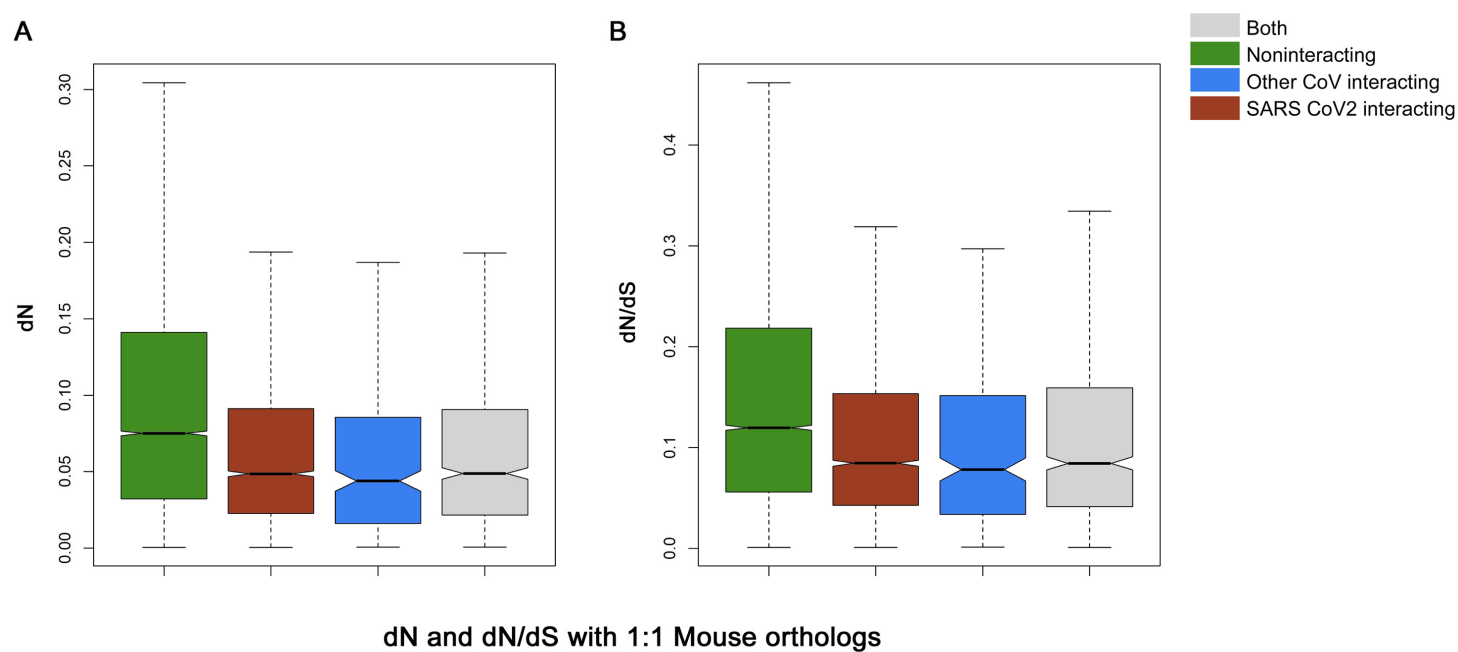 A
B
Both
Noninteracting
Other CoV interacting
SARS CoV2 interacting
dN
0.30
0.25
0.20
0.15
0.10
0.05
0.00
dN/dS
0.4
0.3
0.2
0.1
0.0
dN and dN/dS with 1:1 Mouse orthologs